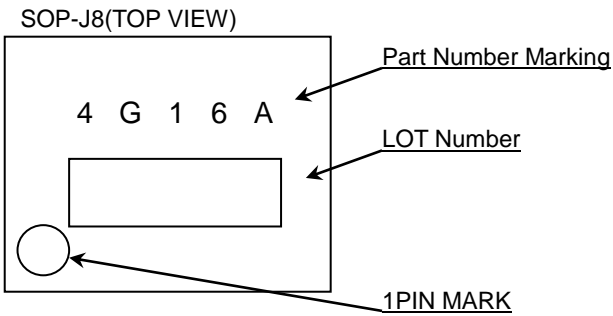 SOP-J8(TOP VIEW)
Part Number Marking
4 G 1 6 A
LOT Number
1PIN MARK